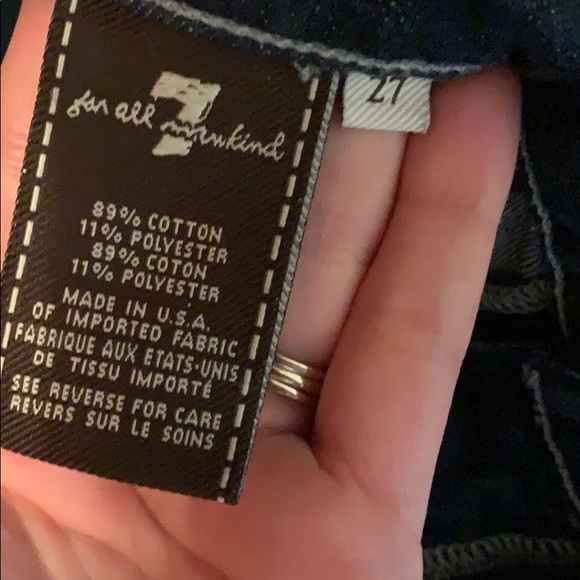 7
for all mankind
27
89% COTTON
11% POLYESTER
89% COTON
11% POLYESTER
MADE IN U.S.A.
OF IMPORTED FABRIC
FABRIQUE AUX ETATS-UNIS
DE TISSU IMPORTÉ
SEE REVERSE FOR CARE
REVERS SUR LE SOINS